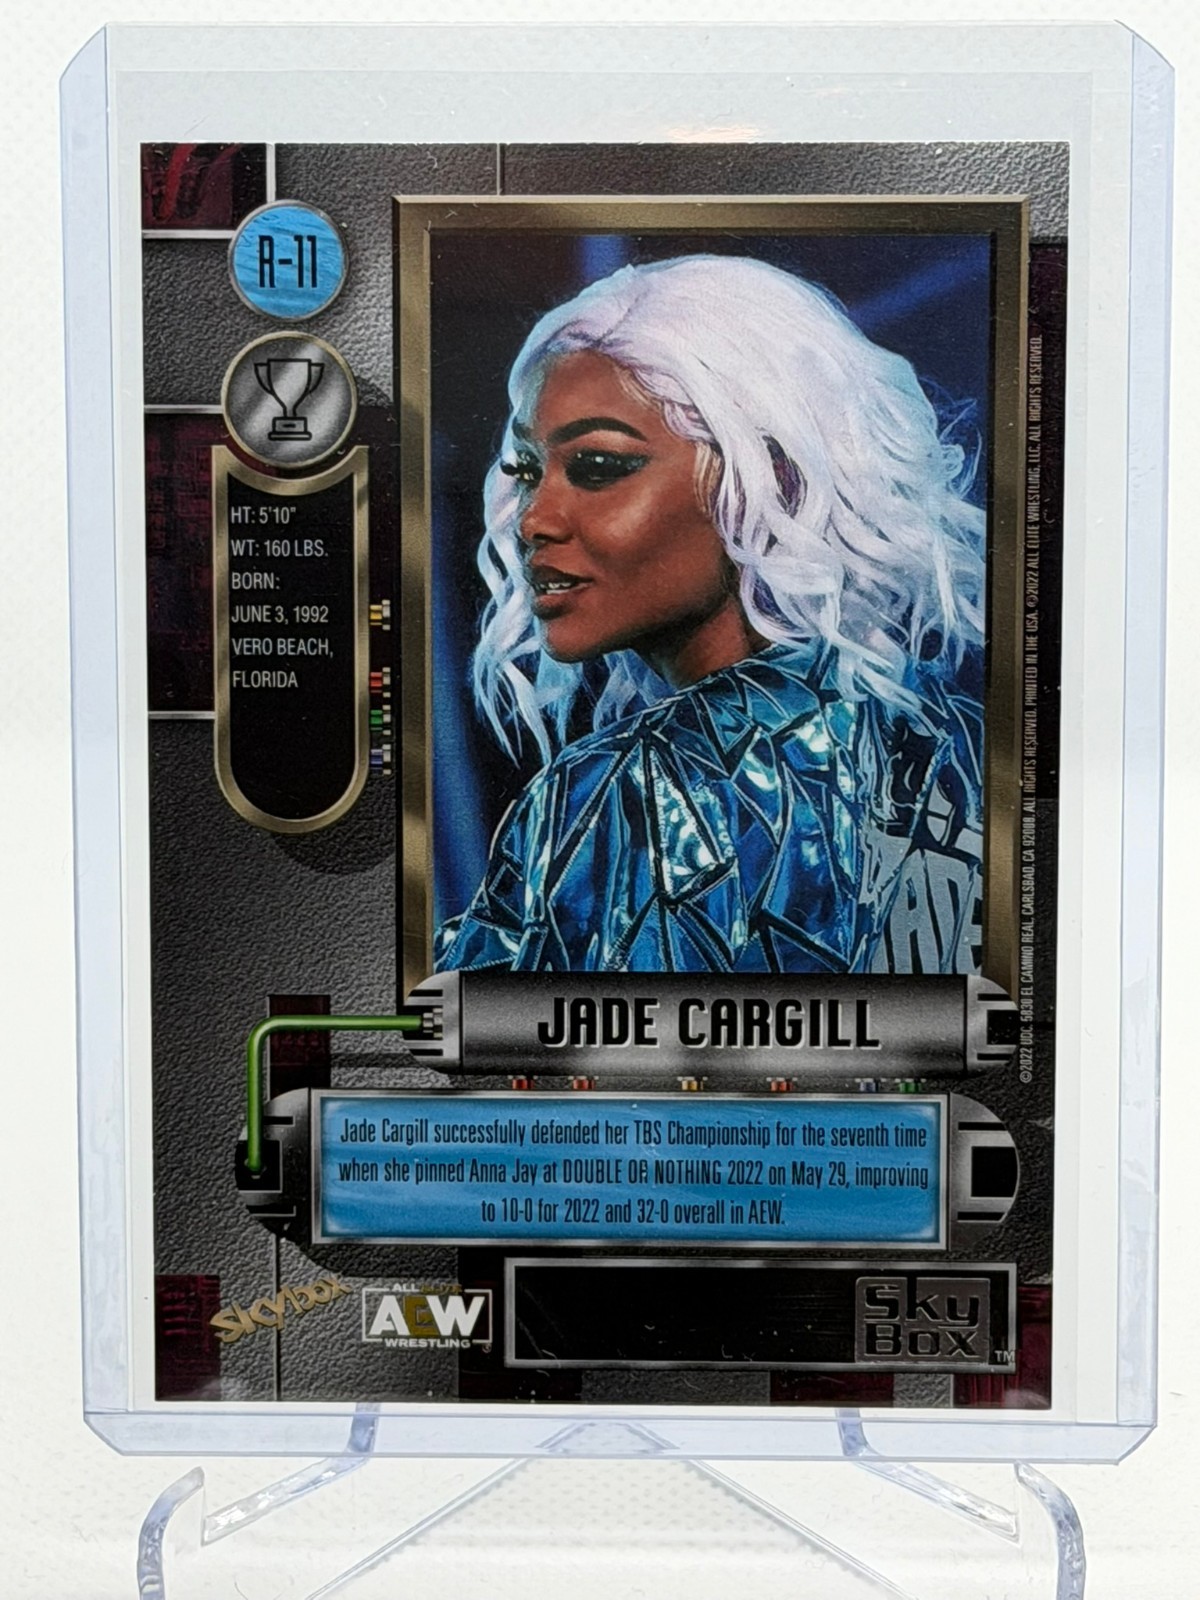 R-11
HT: 5'10"
WT: 160 LBS.
BORN:
JUNE 3, 1992
VERO BEACH,
FLORIDA
JADE
JADE CARGILL
Jade Cargill successfully defended her TBS Championship for the seventh time
when she pinned Anna Jay at DOUBLE OR NOTHING 2022 on May 29, improving
to 10-0 for 2022 and 32-0 overall in AEW.
©2022 UDC. 5830 EL CAMINO REAL, CARLSBAD, CA 92008. ALL RIGHTS RESERVED. PRINTED IN THE USA. ©2022 ALL ELITE WRESTLING, LLC. ALL RIGHTS RESERVED.
skybox
ALL ELITE
AEW
WRESTLING
Sky
Box
TM